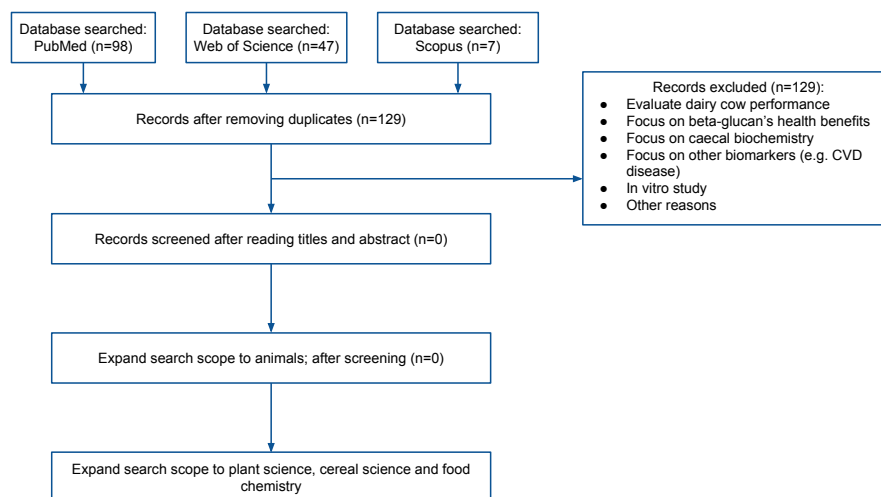 Database searched:
PubMed (n=98)
Database searched:
Web of Science (n=47)
Database searched:
Scopus (n=7)
Records after removing duplicates (n=129)
Records excluded (n=129):
● Evaluate dairy cow performance
● Focus on beta-glucan's health benefits
● Focus on caecal biochemistry
● Focus on other biomarkers (e.g. CVD
disease)
● In vitro study
● Other reasons
Records screened after reading titles and abstract (n=0)
Expand search scope to animals; after screening (n=0)
Expand search scope to plant science, cereal science and food
chemistry